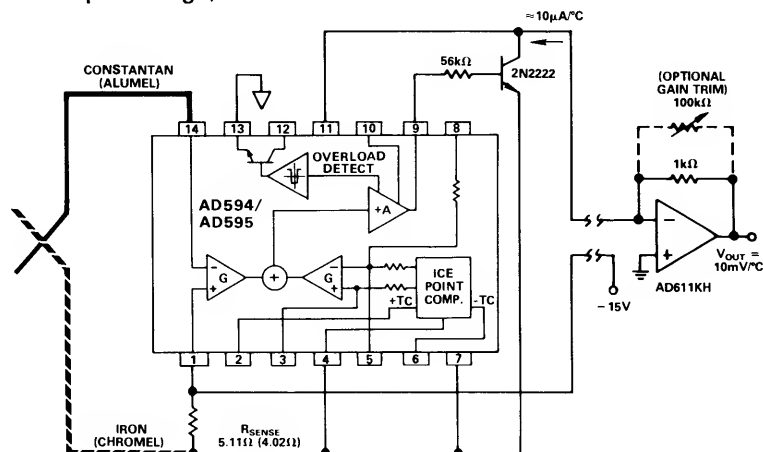 ≈10μA/°C
CONSTANTAN
(ALUMEL)
56kΩ
2N2222
(OPTIONAL
GAIN TRIM)
100kΩ
14 13 12 11 10 9 8
OVERLOAD
DETECT
1kΩ
AD594/
AD595
+A
-
+
G
+
G
-
+
ICE
POINT
COMP.
+TC
-TC
-
+
VOUT =
10mV/°C
AD611KH
-15V
1 2 3 4 5 6 7
IRON
(CHROMEL)
RSENSE
5.11Ω (4.02Ω)